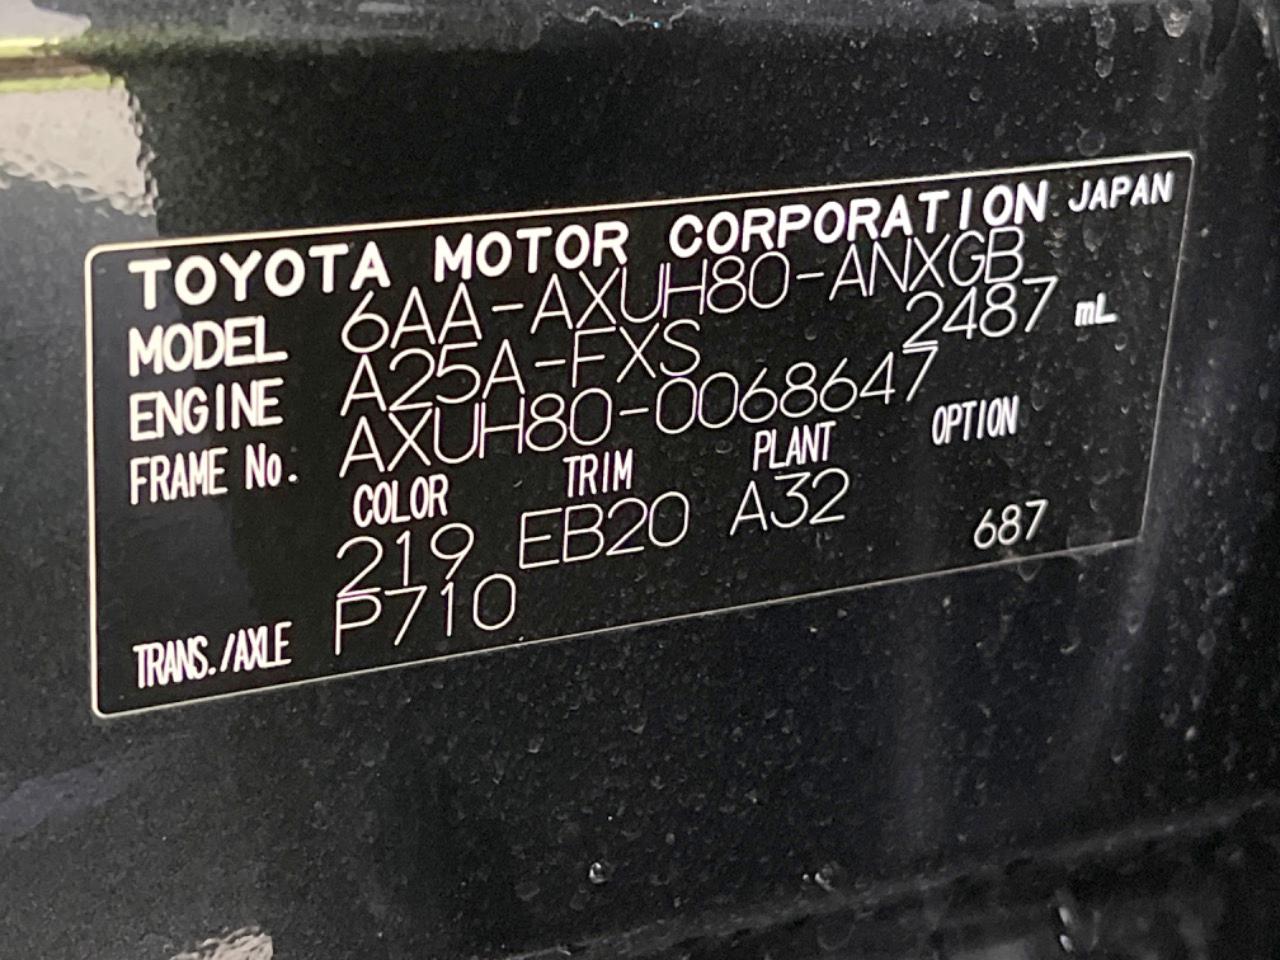 TOYOTA MOTOR CORPORATION JAPAN
MODEL 6AA-AXUH80-ANXGB
ENGINE A25A-FXS 2487 mL
FRAME No. AXUH80-0068647
COLOR TRIM PLANT OPTION
219 EB20 A32 687
TRANS./AXLE P710